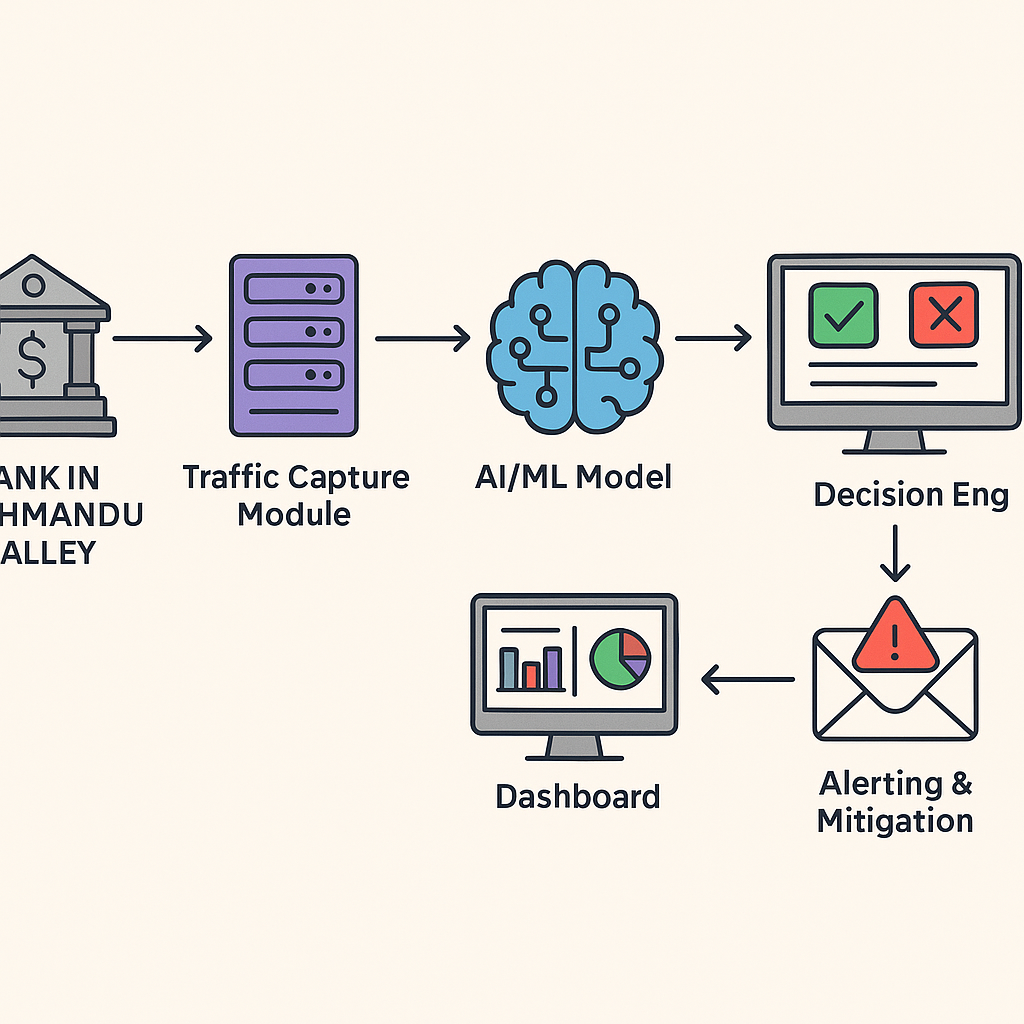 ANK IN
HMANDU
ALLEY
Traffic Capture
Module
AI/ML Model
Decision Eng
Dashboard
Alerting &
Mitigation